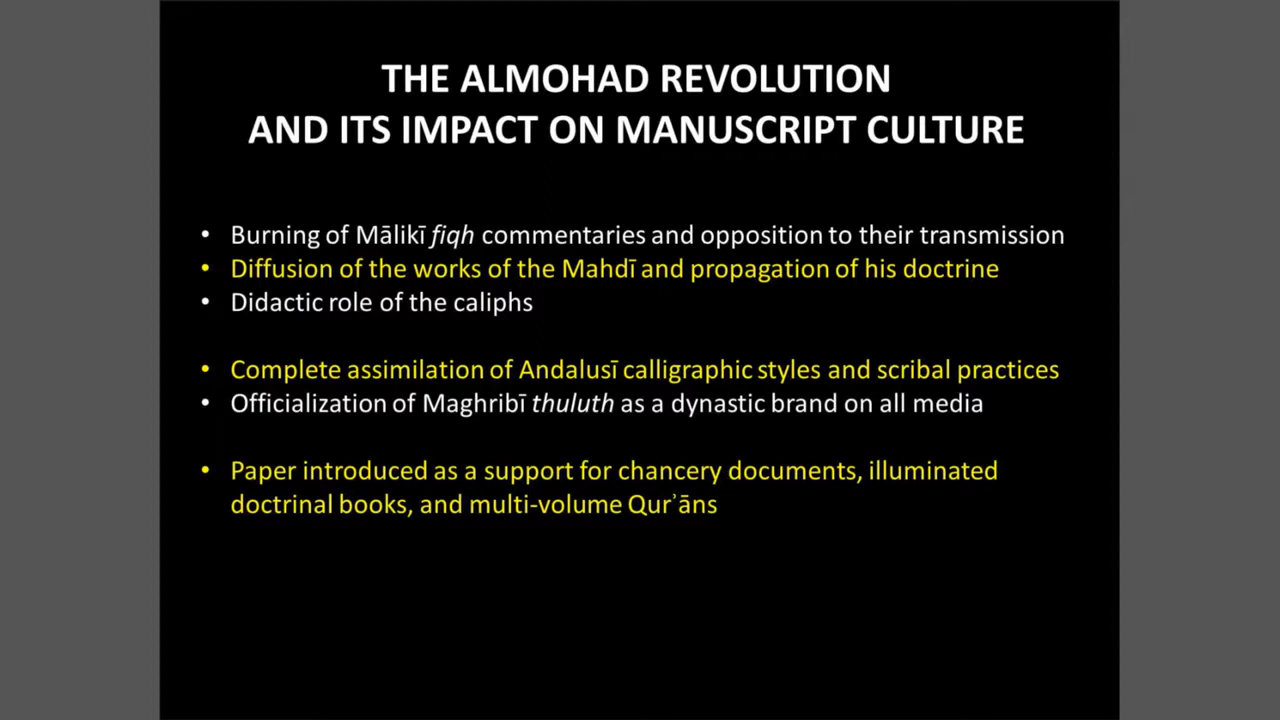 THE ALMOHAD REVOLUTION
AND ITS IMPACT ON MANUSCRIPT CULTURE
• Burning of Mālikī fiqh commentaries and opposition to their transmission
• Diffusion of the works of the Mahdī and propagation of his doctrine
• Didactic role of the caliphs
• Complete assimilation of Andalusī calligraphic styles and scribal practices
• Officialization of Maghribī thuluth as a dynastic brand on all media
• Paper introduced as a support for chancery documents, illuminated
doctrinal books, and multi-volume Qurʾāns